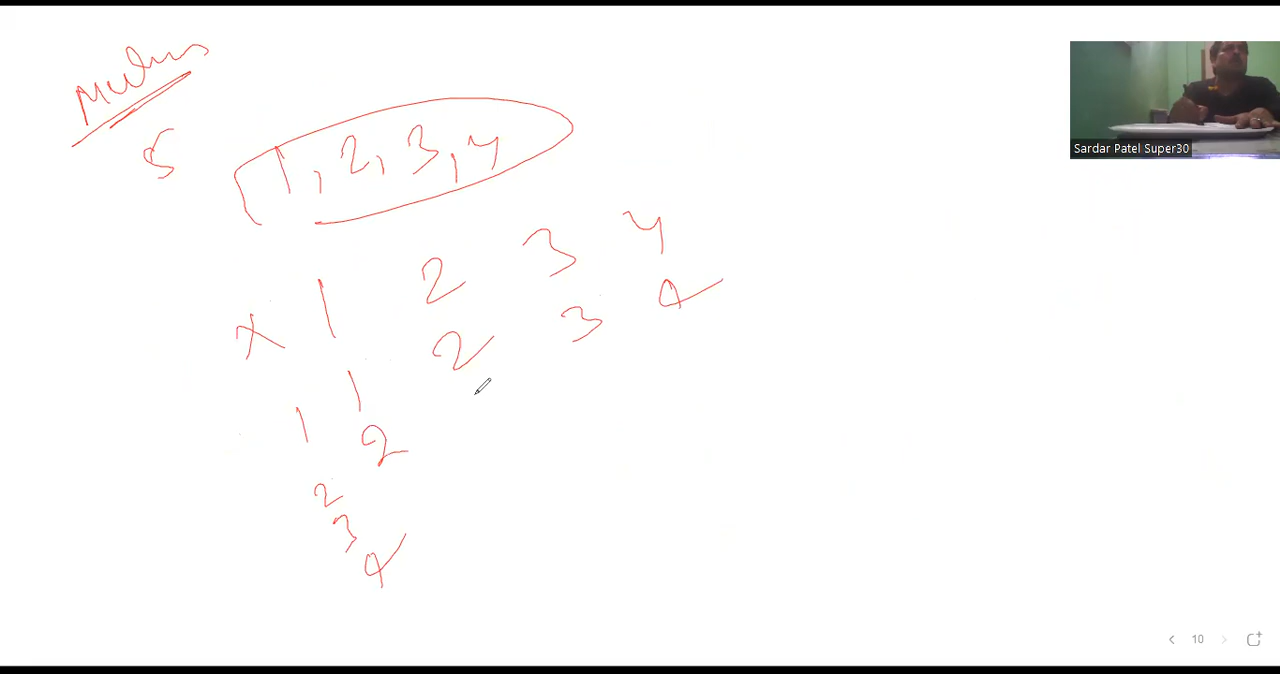 5
1, 2, 3, 4
x 1 2 3 4
1 1 2 3 4
2 2
3
4
Sardar Patel Super30
10